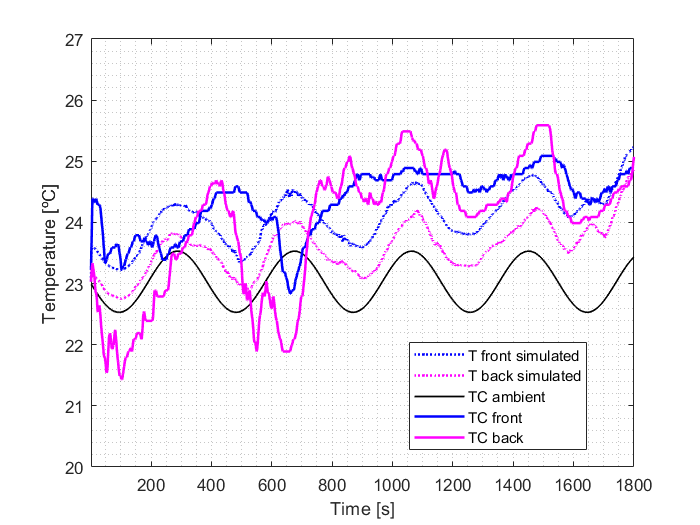 27
26
25
24
23
22
21
20
Temperature [ºC]
200 400 600 800 1000 1200 1400 1600 1800
Time [s]
T front simulated
T back simulated
TC ambient
TC front
TC back